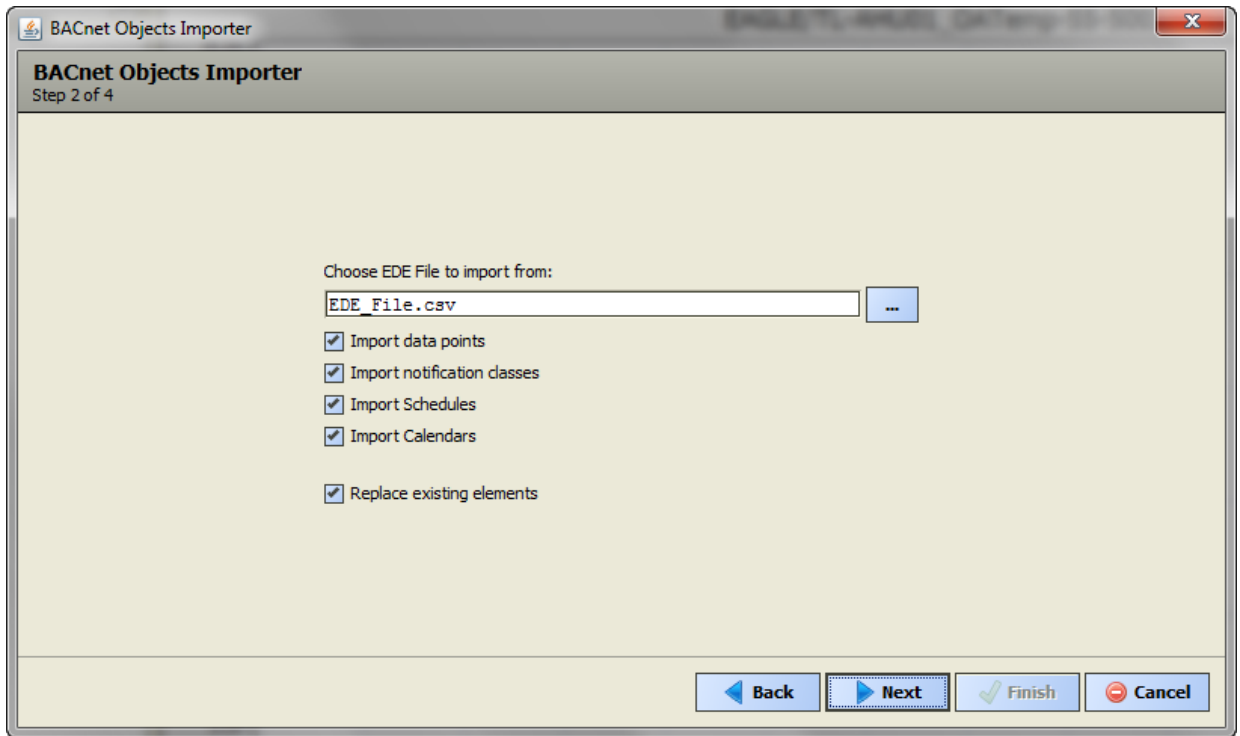 BACnet Objects Importer
BACnet Objects Importer
Step 2 of 4
Choose EDE File to import from:
EDE_File.csv
...
Import data points
Import notification classes
Import Schedules
Import Calendars
Replace existing elements
Back
Next
Finish
Cancel